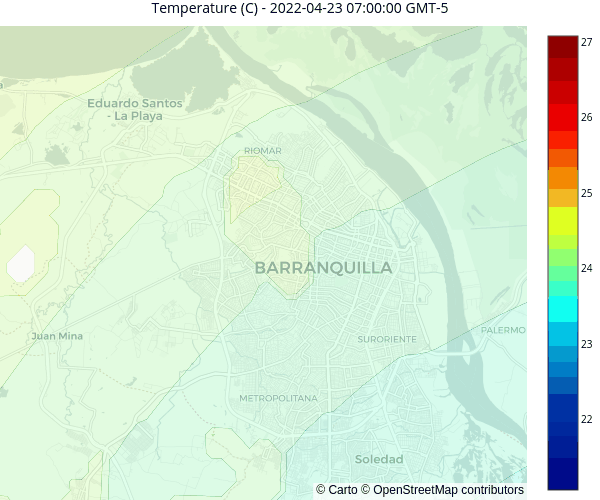 Temperature (C) - 2022-04-23 07:00:00 GMT-5
27
26
25
24
23
22
Eduardo Santos
- La Playa
RIOMAR
BARRANQUILLA
Juan Mina
SURORIENTE
PALERMO
METROPOLITANA
Soledad
© Carto © OpenStreetMap contributors